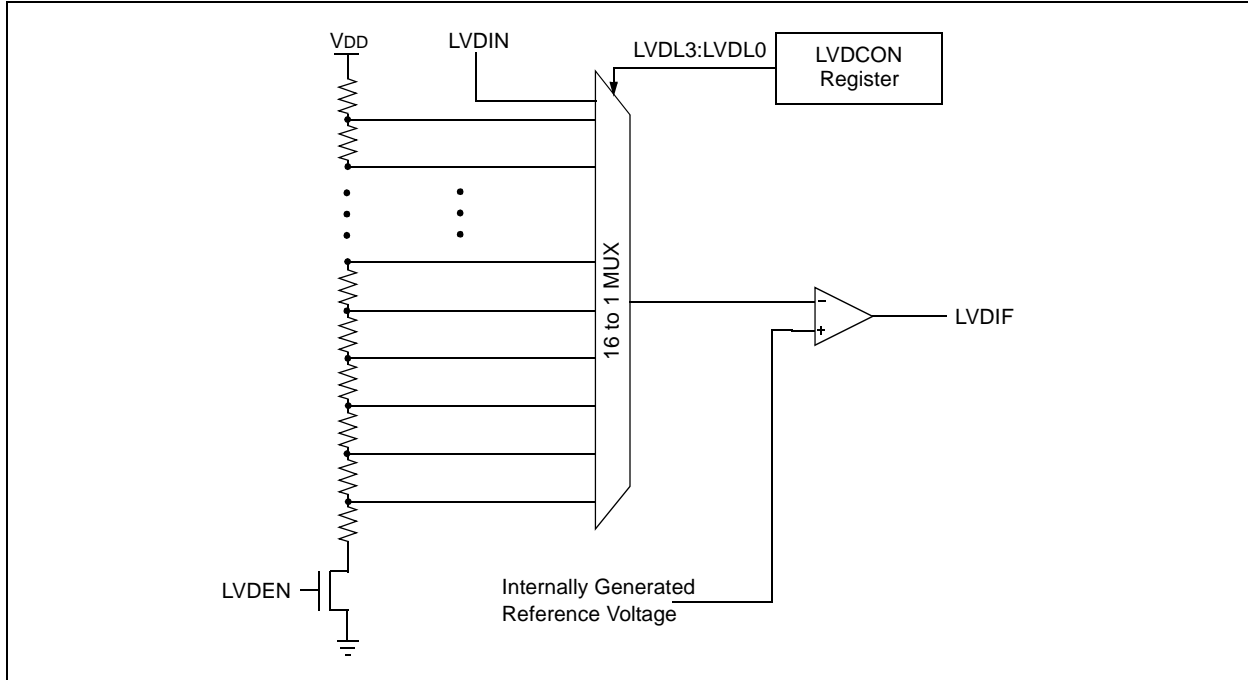 VDD
LVDIN
LVDL3:LVDL0
LVDCON
Register
16 to 1 MUX
–
+
LVDIF
LVDEN
Internally Generated
Reference Voltage